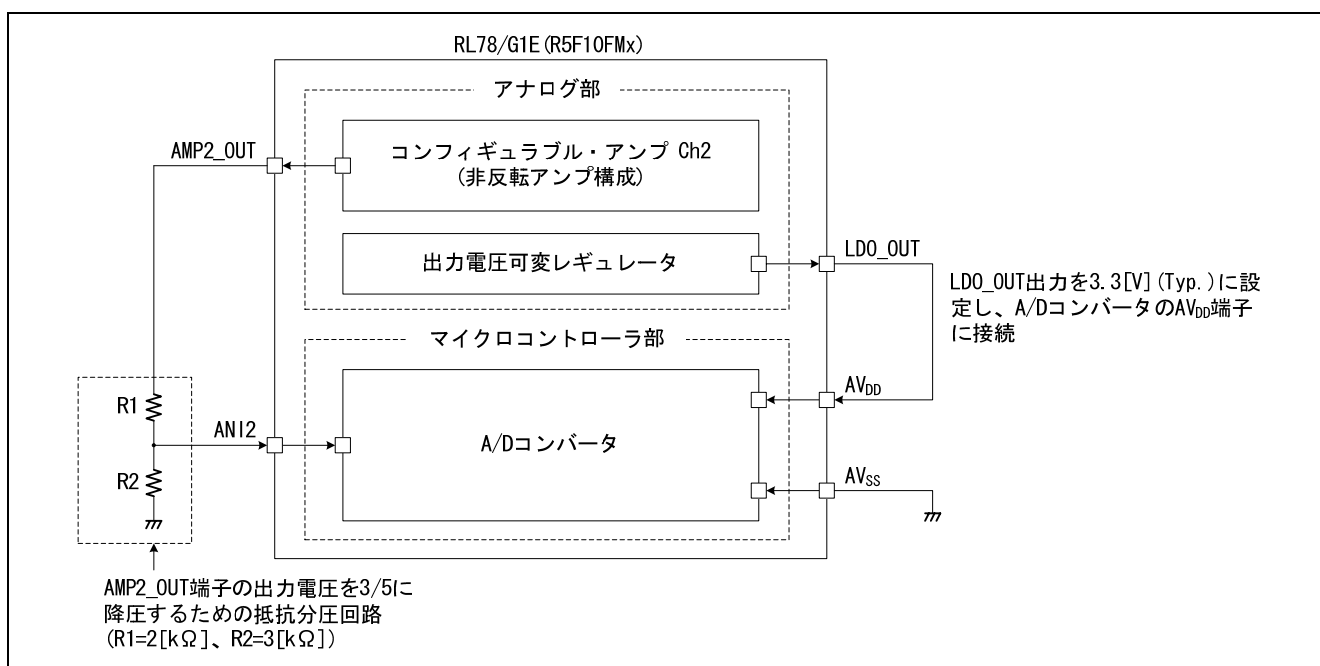 RL78/G1E(R5F10FMx)
アナログ部
コンフィギュラブル・アンプ Ch2
(非反転アンプ構成)
AMP2_OUT
出力電圧可変レギュレータ
LDO_OUT
LDO_OUT出力を3.3[V](Typ.)に設
定し、A/DコンバータのAVDD端子
に接続
マイクロコントローラ部
R1
AVDD
ANI2
A/Dコンバータ
R2
AVSS
AMP2_OUT端子の出力電圧を3/5に
降圧するための抵抗分圧回路
(R1=2[kΩ]、R2=3[kΩ])